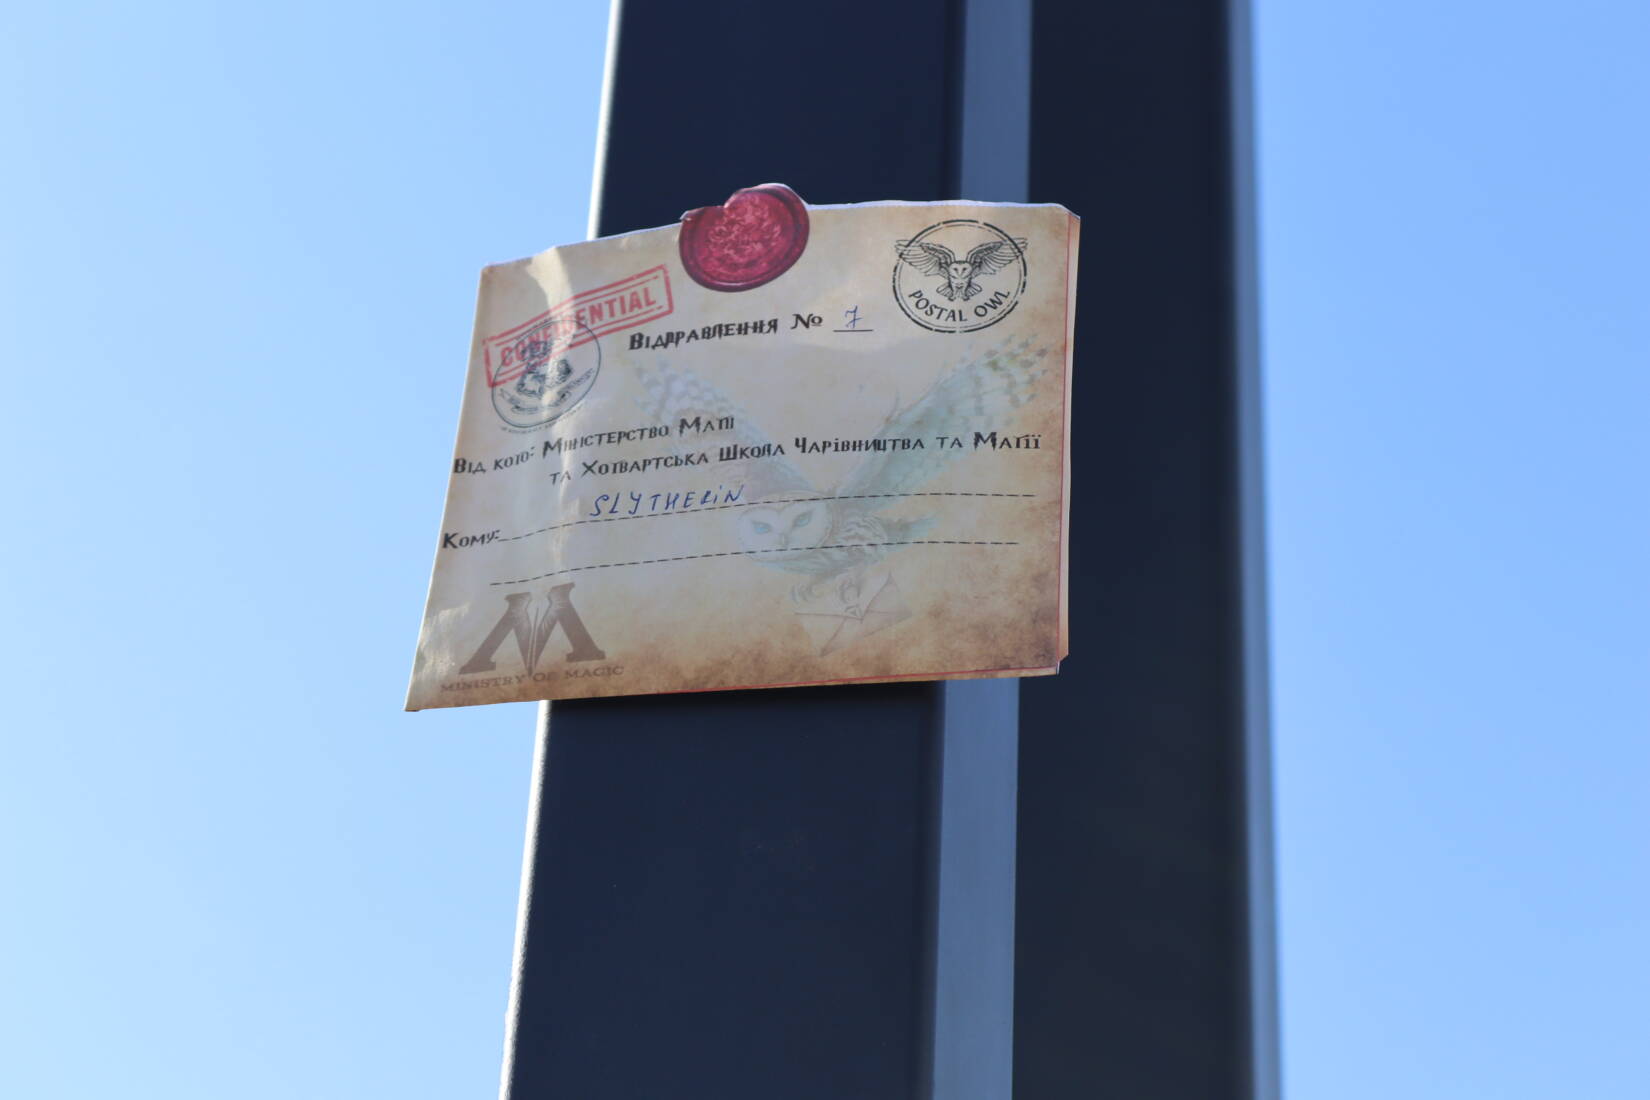 CONFIDENTIAL
POSTAL OWL
Відправлення № 7
Від кого: Міністерство Магії
та Хогвартська Школа Чарівництва та Магії
Кому: SLYTHERIN
MINISTRY OF MAGIC